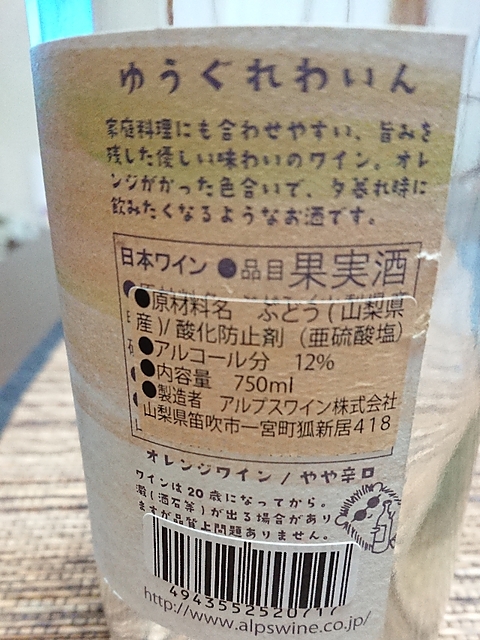 ゆうぐれわいん
家庭料理にも合わせやすい、旨みを
残した優しい味わいのワイン。オレ
ンジがかった色合いで、夕暮れ時に
飲みたくなるようなお酒です。
日本ワイン ●品目 果実酒
●原材料名 ぶどう(山梨県
産)/酸化防止剤(亜硫酸塩)
●アルコール分 12%
●内容量 750ml
●製造者 アルプスワイン株式会社
山梨県笛吹市一宮町狐新居418
オレンジワイン/やや辛口
ワインは20歳になってから。
澱(酒石等)が出る場合があり
ますが品質上問題ありません。
4943552520717
http://www.alpswine.co.jp/